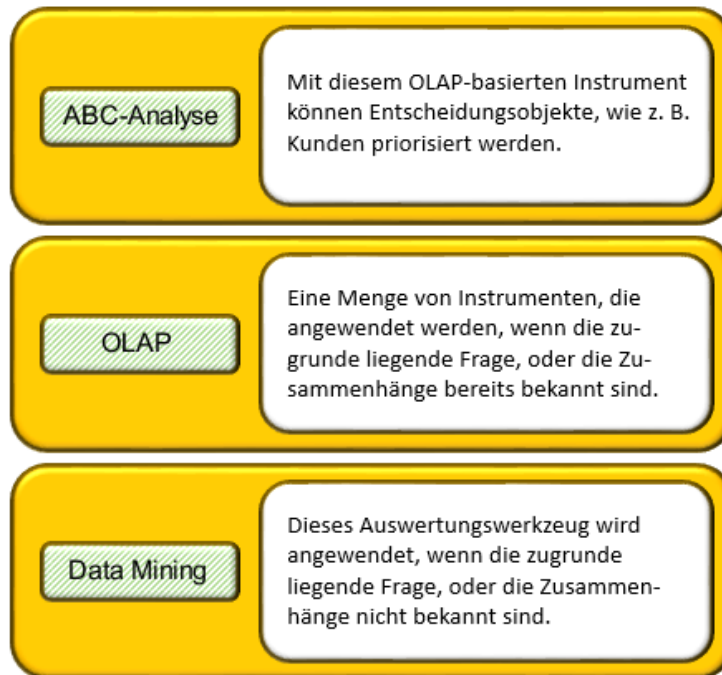 ABC-Analyse
Mit diesem OLAP-basierten Instrument
können Entscheidungsobjekte, wie z. B.
Kunden priorisiert werden.
OLAP
Eine Menge von Instrumenten, die
angewendet werden, wenn die zu-
grunde liegende Frage, oder die Zu-
sammenhänge bereits bekannt sind.
Data Mining
Dieses Auswertungswerkzeug wird
angewendet, wenn die zugrunde
liegende Frage, oder die Zusammen-
hänge nicht bekannt sind.